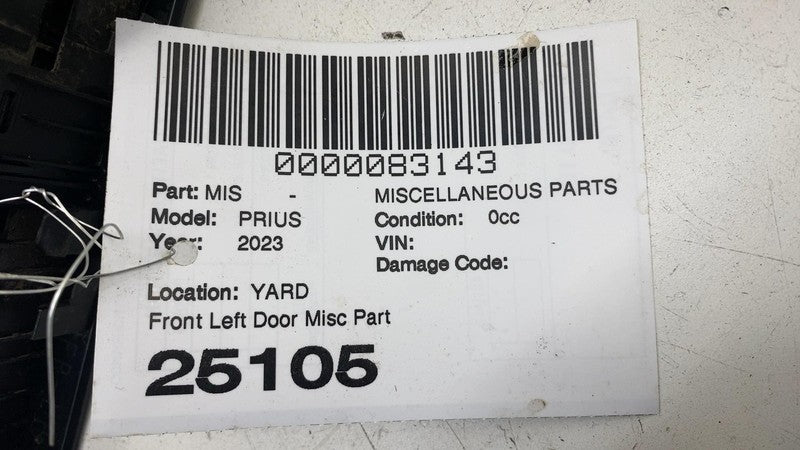 0000083143
Part: MIS - MISCELLANEOUS PARTS
Model: PRIUS Condition: 0cc
Year: 2023 VIN:
Damage Code:
Location: YARD
Front Left Door Misc Part
25105